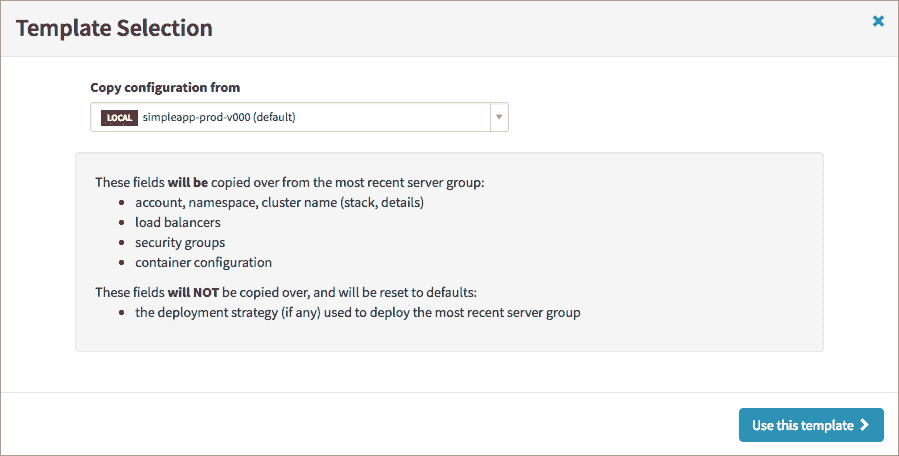 Template Selection
Copy configuration from
LOCAL simpleapp-prod-v000 (default)
These fields will be copied over from the most recent server group:
• account, namespace, cluster name (stack, details)
• load balancers
• security groups
• container configuration
These fields will NOT be copied over, and will be reset to defaults:
• the deployment strategy (if any) used to deploy the most recent server group
Use this template